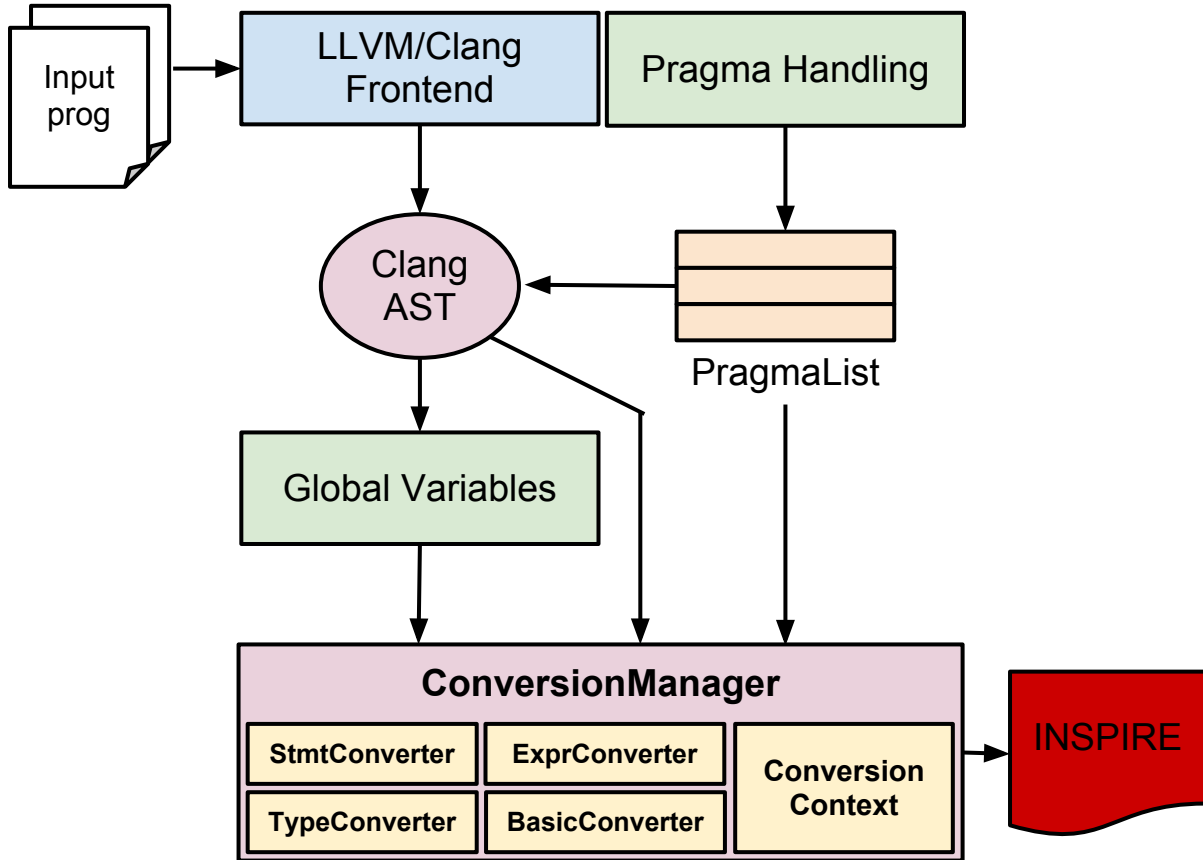 Input
prog
LLVM/Clang
Frontend
Pragma Handling
Clang
AST
PragmaList
Global Variables
ConversionManager
StmtConverter
ExprConverter
TypeConverter
BasicConverter
Conversion
Context
INSPIRE